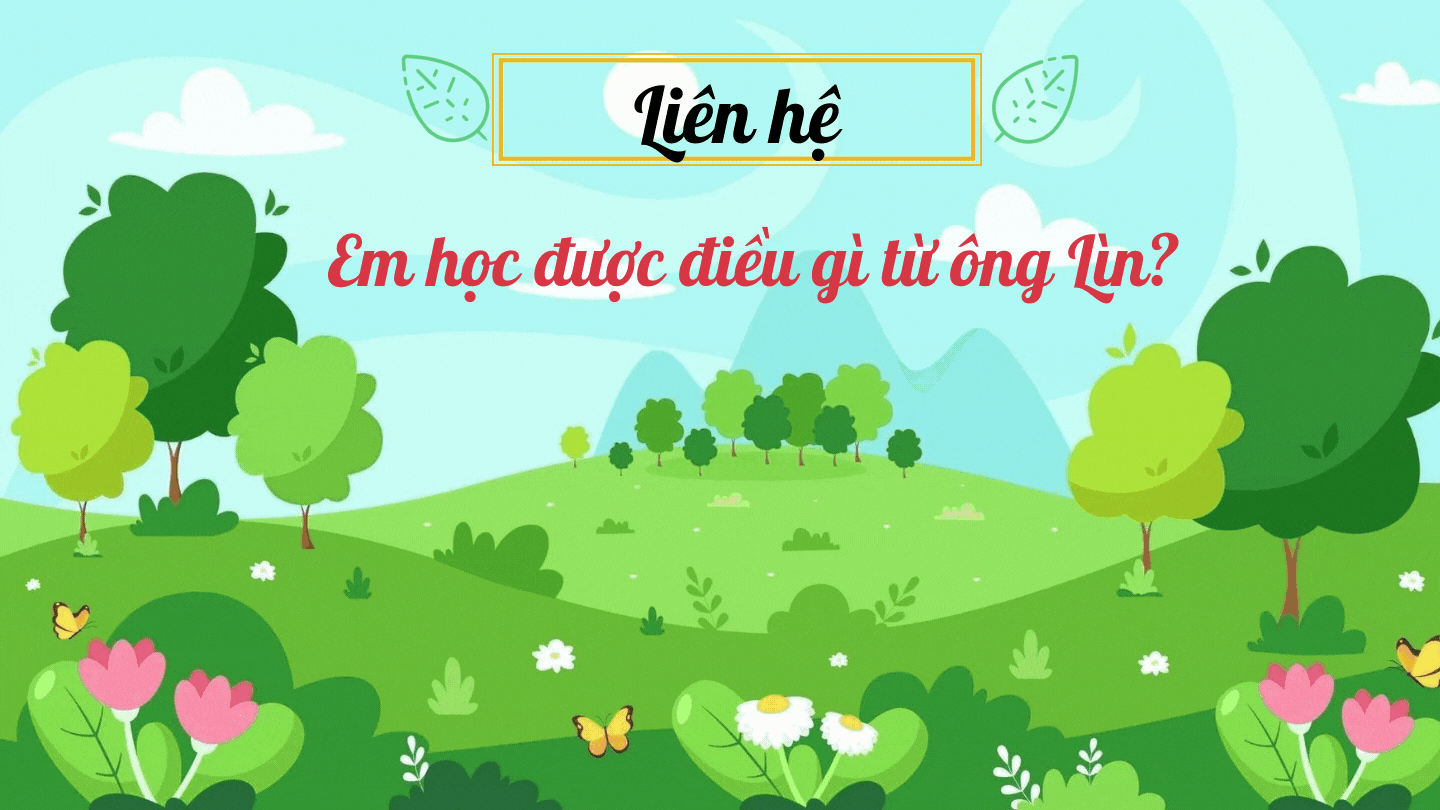 Liên hệ
Em học được điều gì từ ông Lìn?